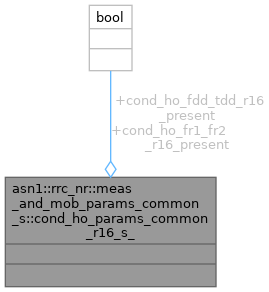 bool
+cond_ho_fdd_tdd_r16
_present
+cond_ho_fr1_fr2
_r16_present
asn1::rrc_nr::meas
_and_mob_params_common
_s::cond_ho_params_common
_r16_s_